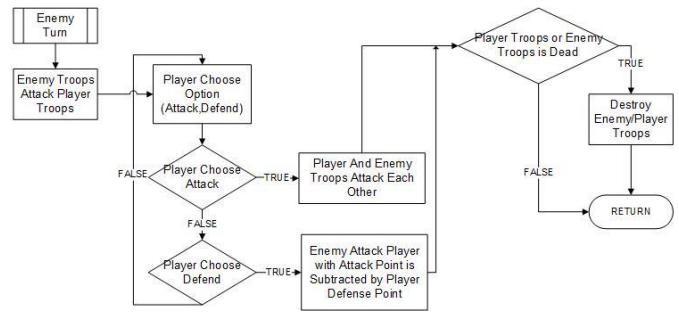 Enemy
Turn
Enemy Troops
Attack Player
Troops
Player Choose
Option
(Attack,Defend)
Player Choose
Attack
FALSE
TRUE
Player And Enemy
Troops Attack Each
Other
FALSE
Player Choose
Defend
TRUE
Enemy Attack Player
with Attack Point is
Subtracted by Player
Defense Point
Player Troops or Enemy
Troops is Dead
TRUE
Destroy
Enemy/Player
Troops
FALSE
RETURN